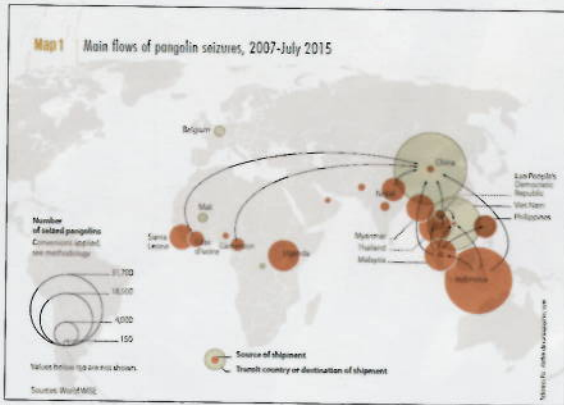 Map 1 Main flows of pangolin seizures, 2007-July 2015
Belgium
China
Lao People's
Democratic
Republic
Viet Nam
Philippines
Nepal
Mali
Number
of seized pangolins
Conversions applied,
see methodology
Sierra
Leone
Cameroon
Uganda
Myanmar
Thailand
Malaysia
Indonesia
18,000
4,000
150
Values below 150 are not shown.
Source of shipment
Transit country or destination of shipment
Sources: World WISE